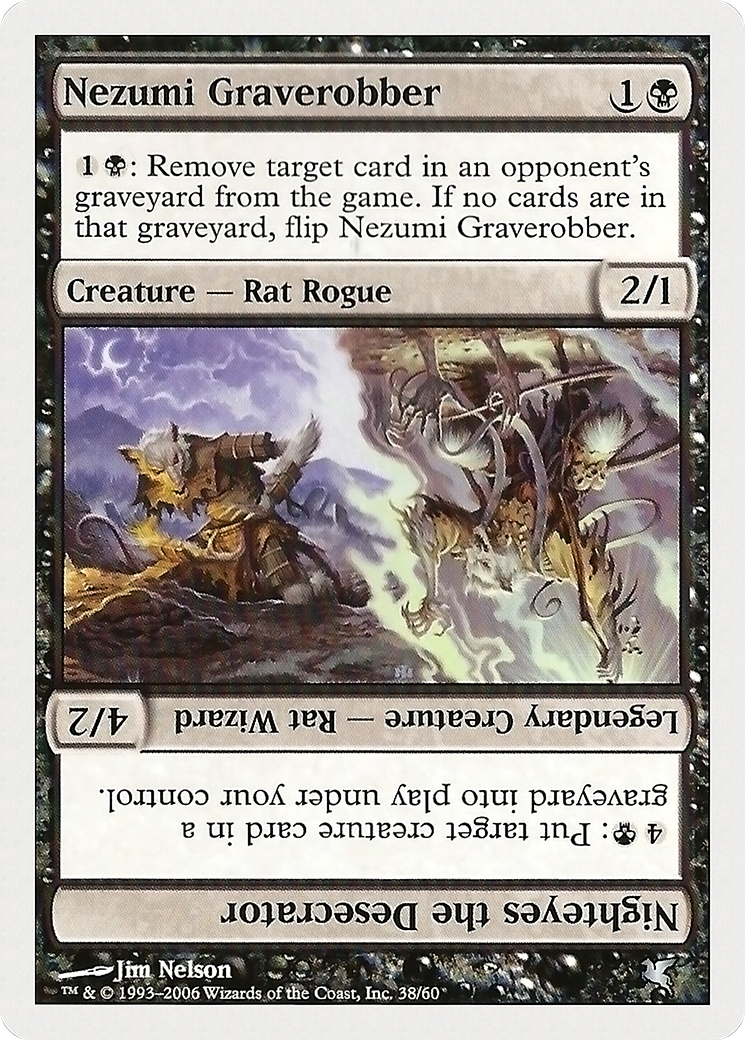 Nezumi Graverobber 1
1 : Remove target card in an opponent's
graveyard from the game. If no cards are in
that graveyard, flip Nezumi Graverobber.
Creature — Rat Rogue 2/1
Nighteyes the Desecrator
4 : Put target creature card in a
graveyard into play under your control.
Legendary Creature — Rat Wizard 4/2
Jim Nelson
™ & © 1993–2006 Wizards of the Coast, Inc. 38/60